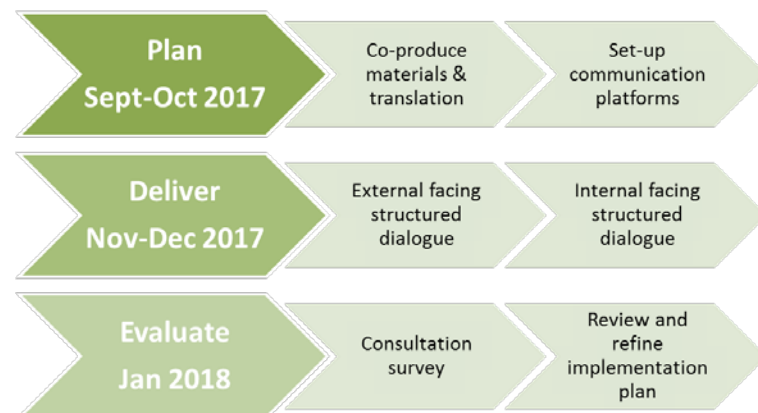 Plan
Sept-Oct 2017
Co-produce
materials &
translation
Set-up
communication
platforms
Deliver
Nov-Dec 2017
External facing
structured
dialogue
Internal facing
structured
dialogue
Evaluate
Jan 2018
Consultation
survey
Review and
refine
implementation
plan